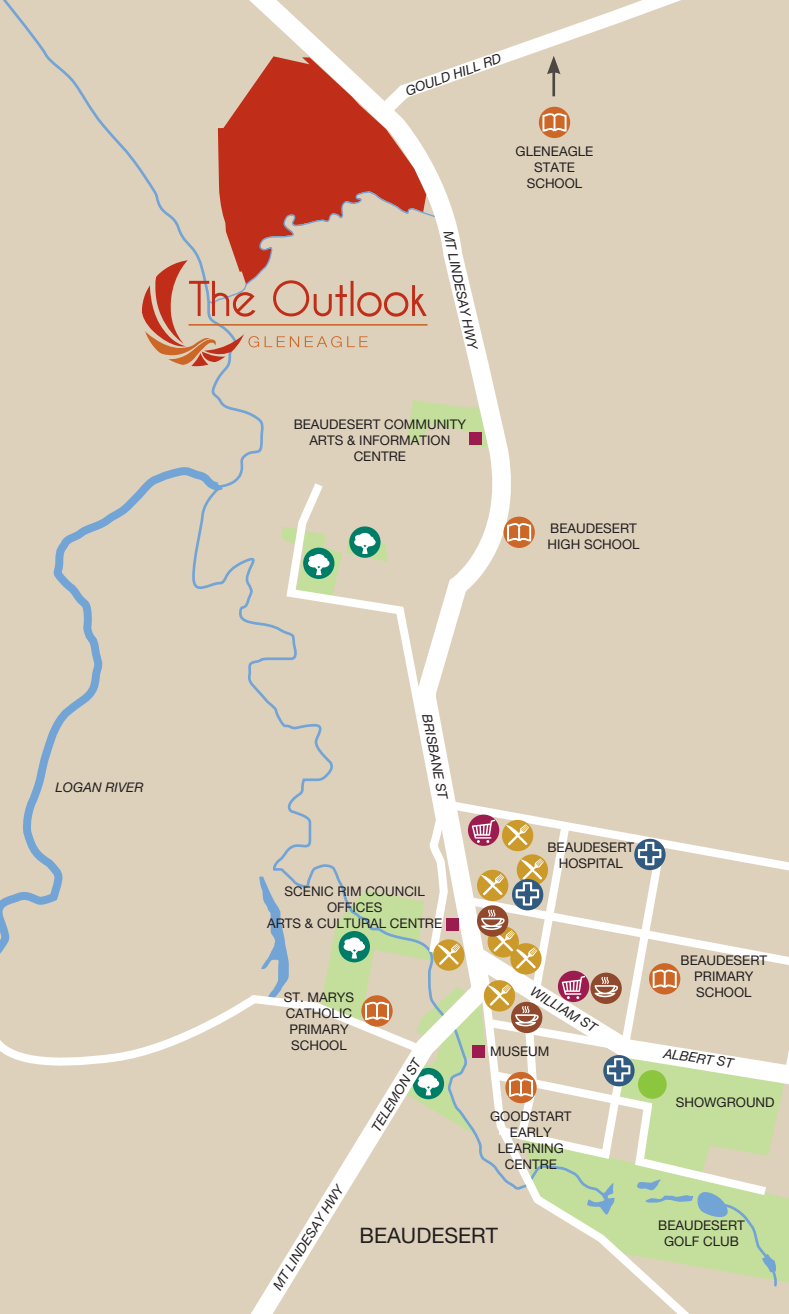 GOULD HILL RD
GLENEAGLE
STATE
SCHOOL
MT LINDESAY HWY
The Outlook
GLENEAGLE
BEAUDESERT COMMUNITY
ARTS & INFORMATION
CENTRE
BEAUDESERT
HIGH SCHOOL
BRISBANE ST
LOGAN RIVER
BEAUDESERT
HOSPITAL
SCENIC RIM COUNCIL
OFFICES
ARTS & CULTURAL CENTRE
BEAUDESERT
PRIMARY
SCHOOL
ST. MARYS
CATHOLIC
PRIMARY
SCHOOL
WILLIAM ST
MUSEUM
ALBERT ST
TELEMON ST
SHOWGROUND
GOODSTART
EARLY
LEARNING
CENTRE
MT LINDESAY HWY
BEAUDESERT
BEAUDESERT
GOLF CLUB